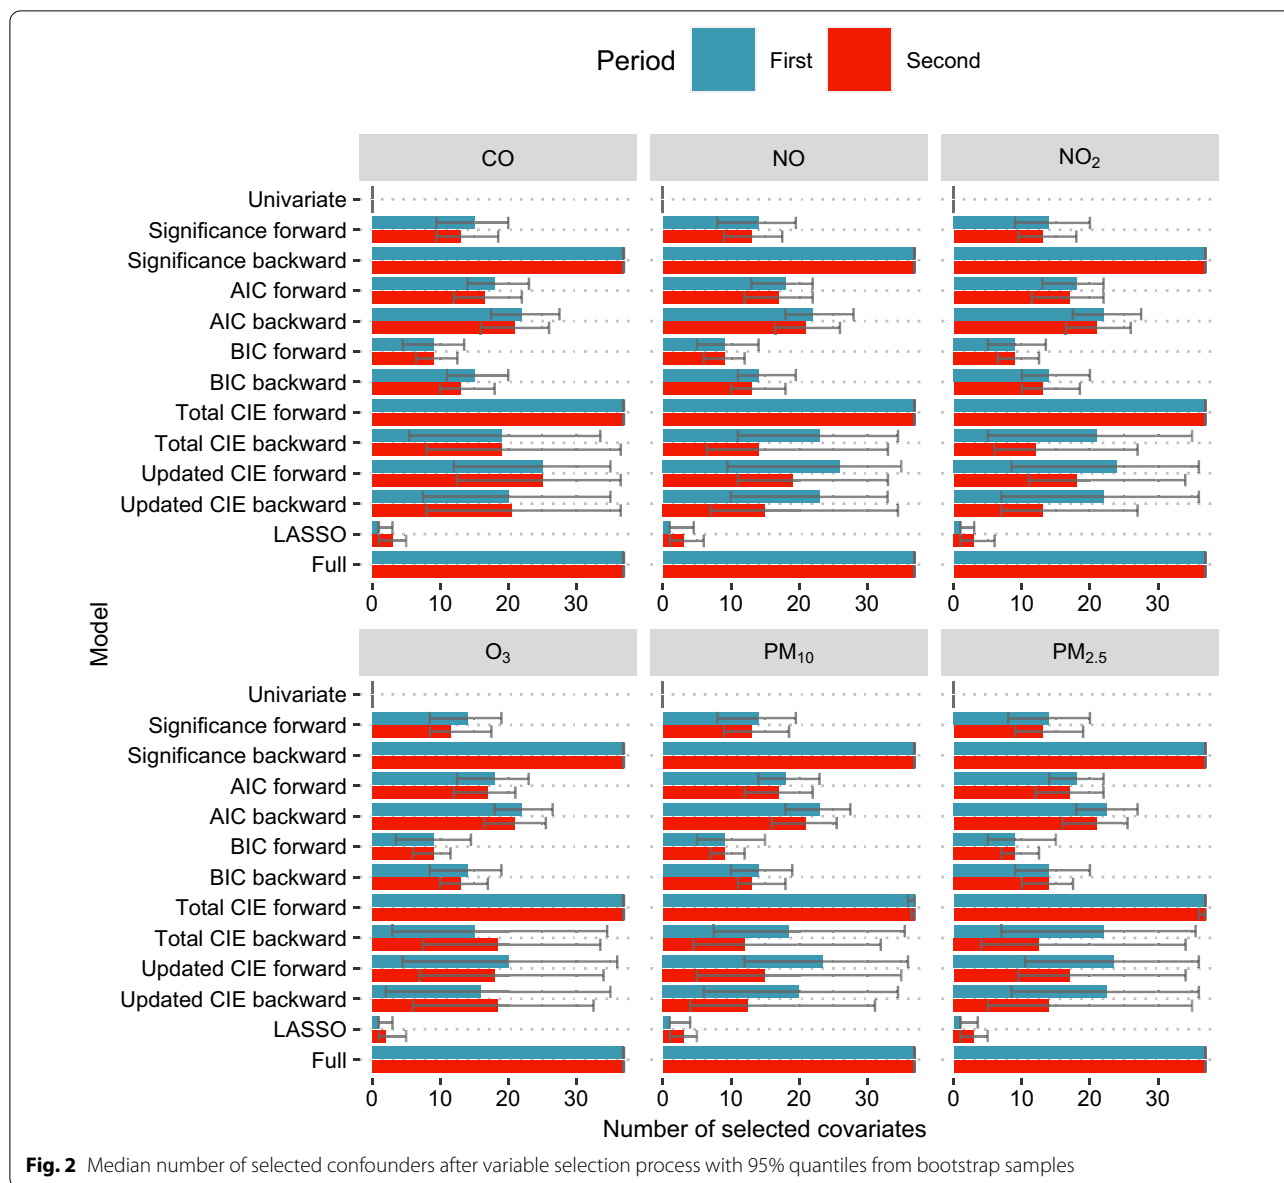 Period First Second
CO NO NO₂
Univariate
Significance forward
Significance backward
AIC forward
AIC backward
BIC forward
BIC backward
Total CIE forward
Total CIE backward
Updated CIE forward
Updated CIE backward
LASSO
Full
0 10 20 30 0 10 20 30 0 10 20 30
Model
O₃ PM₁₀ PM₂.₅
Univariate
Significance forward
Significance backward
AIC forward
AIC backward
BIC forward
BIC backward
Total CIE forward
Total CIE backward
Updated CIE forward
Updated CIE backward
LASSO
Full
0 10 20 30 0 10 20 30 0 10 20 30
Number of selected covariates
Fig. 2 Median number of selected confounders after variable selection process with 95% quantiles from bootstrap samples